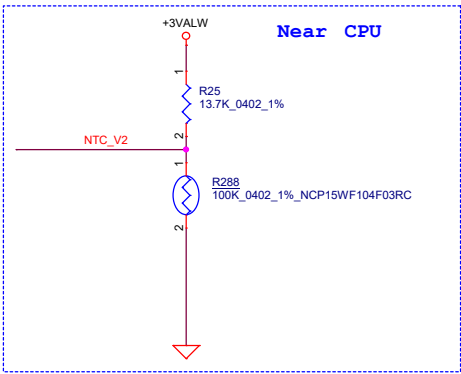 +3VALW
Near CPU
1
R25
13.7K_0402_1%
2
NTC_V2
1
R288
100K_0402_1%_NCP15WF104F03RC
2